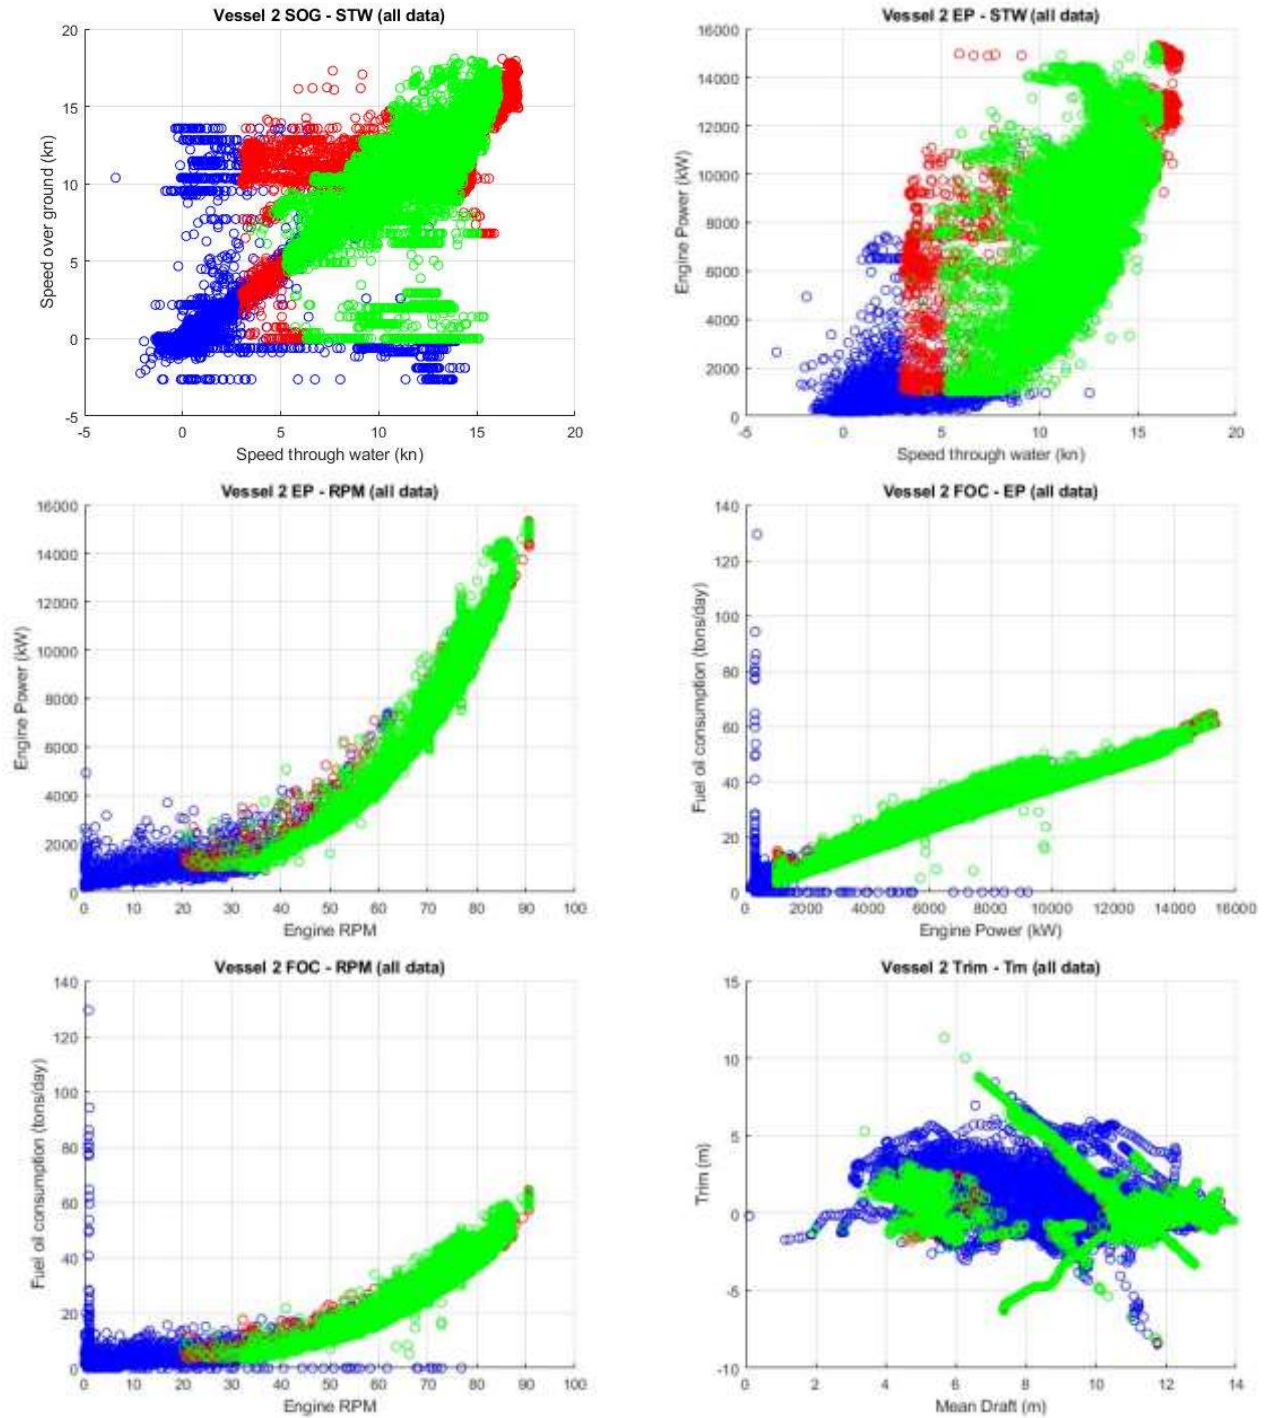 Vessel 2 SOG - STW (all data)
20
15
10
5
0
-5
-5 0 5 10 15 20
Speed over ground (kn)
Speed through water (kn)
Vessel 2 EP - STW (all data)
16000
14000
12000
10000
8000
6000
4000
2000
0
-5 0 5 10 15 20
Engine Power (kW)
Speed through water (kn)
Vessel 2 EP - RPM (all data)
16000
14000
12000
10000
8000
6000
4000
2000
0
0 10 20 30 40 50 60 70 80 90 100
Engine Power (kW)
Engine RPM
Vessel 2 FOC - EP (all data)
140
120
100
80
60
40
20
0
0 2000 4000 6000 8000 10000 12000 14000 16000
Fuel oil consumption (tons/day)
Engine Power (kW)
Vessel 2 FOC - RPM (all data)
140
120
100
80
60
40
20
0
0 10 20 30 40 50 60 70 80 90 100
Fuel oil consumption (tons/day)
Engine RPM
Vessel 2 Trim - Tm (all data)
15
10
5
0
-5
-10
0 2 4 6 8 10 12 14
Trim (m)
Mean Draft (m)